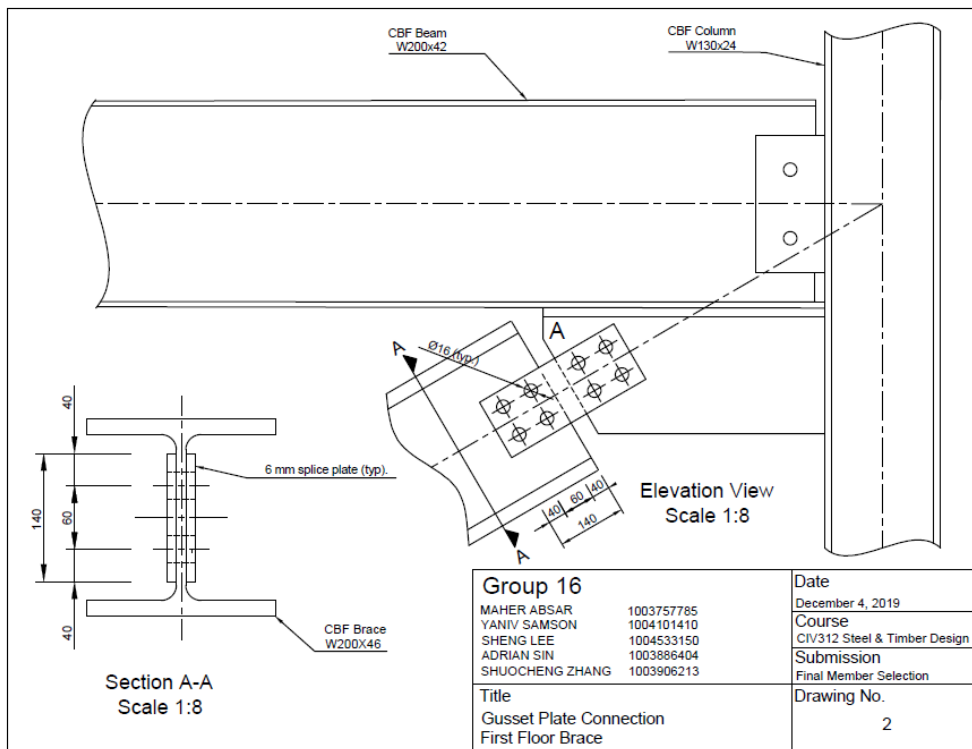 CBF Beam
W200x42
CBF Column
W130x24
A
A
Ø16 (typ.)
40
6 mm splice plate (typ).
140
60
40
CBF Brace
W200X46
Section A-A
Scale 1:8
40
60
40
140
A
Elevation View
Scale 1:8
Group 16
MAHER ABSAR 1003757785
YANIV SAMSON 1004101410
SHENG LEE 1004533150
ADRIAN SIN 1003886404
SHUOCHENG ZHANG 1003906213
Date
December 4, 2019
Course
CIV312 Steel & Timber Design
Submission
Final Member Selection
Title
Gusset Plate Connection
First Floor Brace
Drawing No.
2